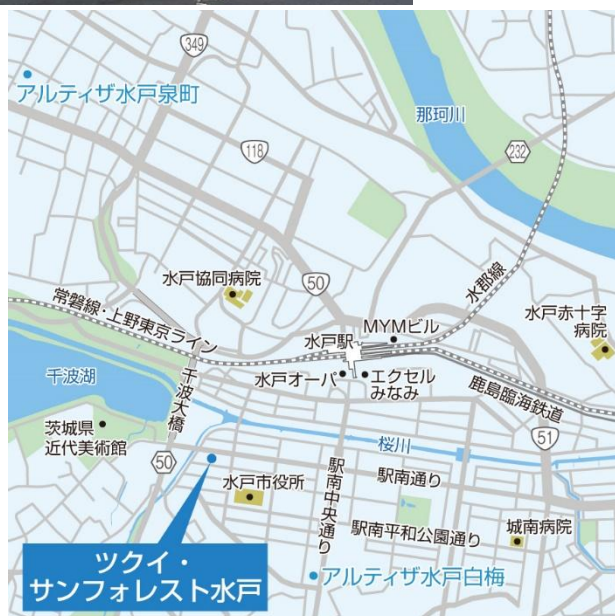 349
アルティザ水戸泉町
那珂川
118
232
水戸協同病院
50
水郡線
常磐線・上野東京ライン
水戸駅
MYMビル
水戸赤十字
病院
千波湖
千波大橋
水戸オーパ
エクセル
みなみ
鹿島臨海鉄道
茨城県
近代美術館
桜川
51
50
水戸市役所
駅南中央通り
駅南通り
駅南平和公園通り
城南病院
ツクイ・
サンフォレスト水戸
アルティザ水戸白梅